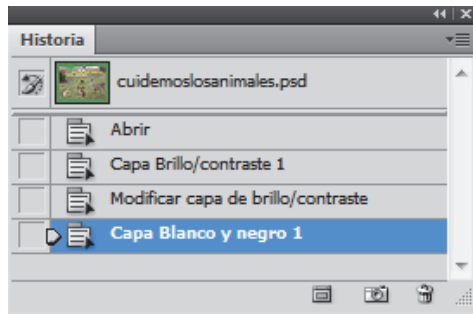 Historia
cuidemoslosanimales.psd
Abrir
Capa Brillo/contraste 1
Modificar capa de brillo/contraste
Capa Blanco y negro 1